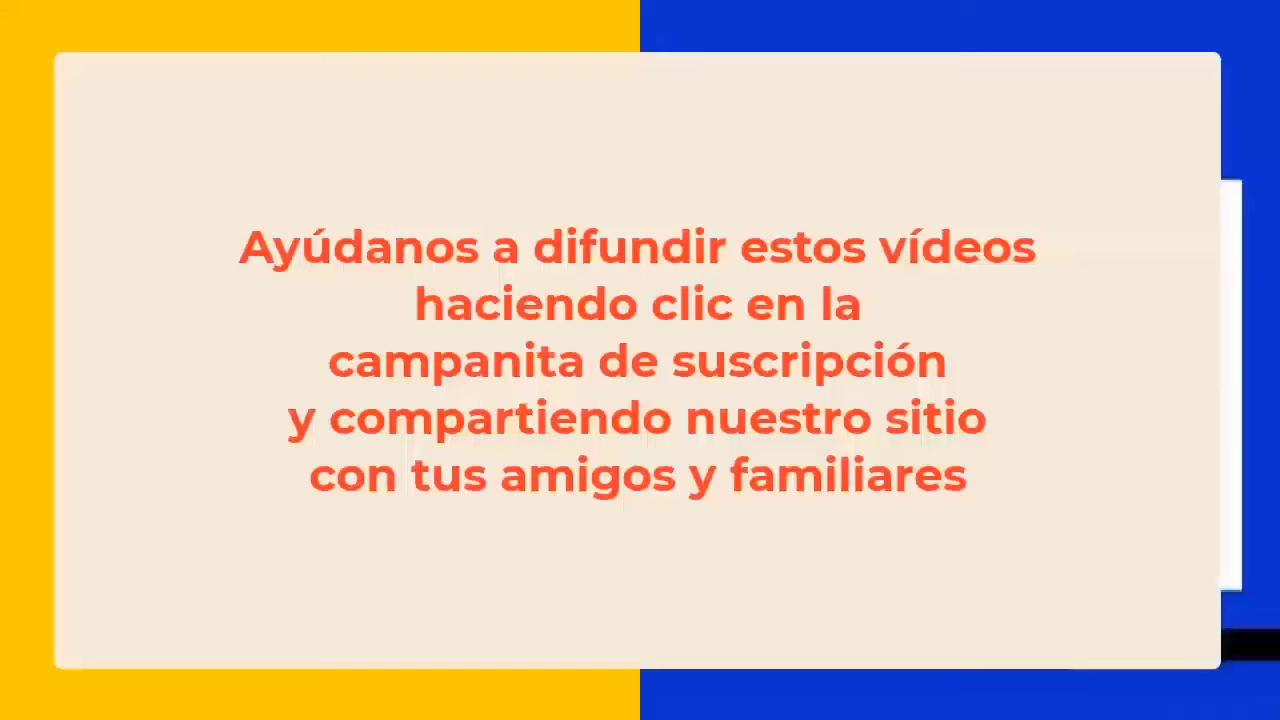 Ayúdanos a difundir estos vídeos
haciendo clic en la
campanita de suscripción
y compartiendo nuestro sitio
con tus amigos y familiares